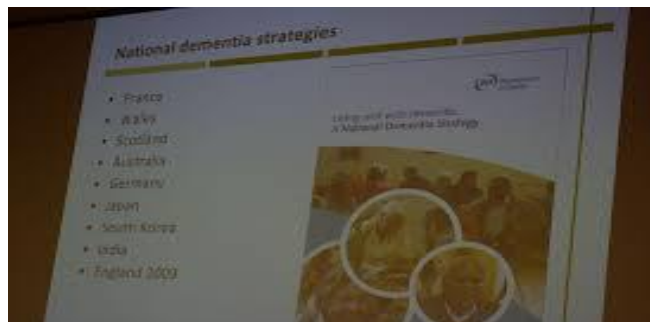 National dementia strategies
• France
• Wales
• Scotland
• Australia
• Germany
• Japan
• South Korea
• India
• England 2009
Living well with dementia:
A National Dementia Strategy